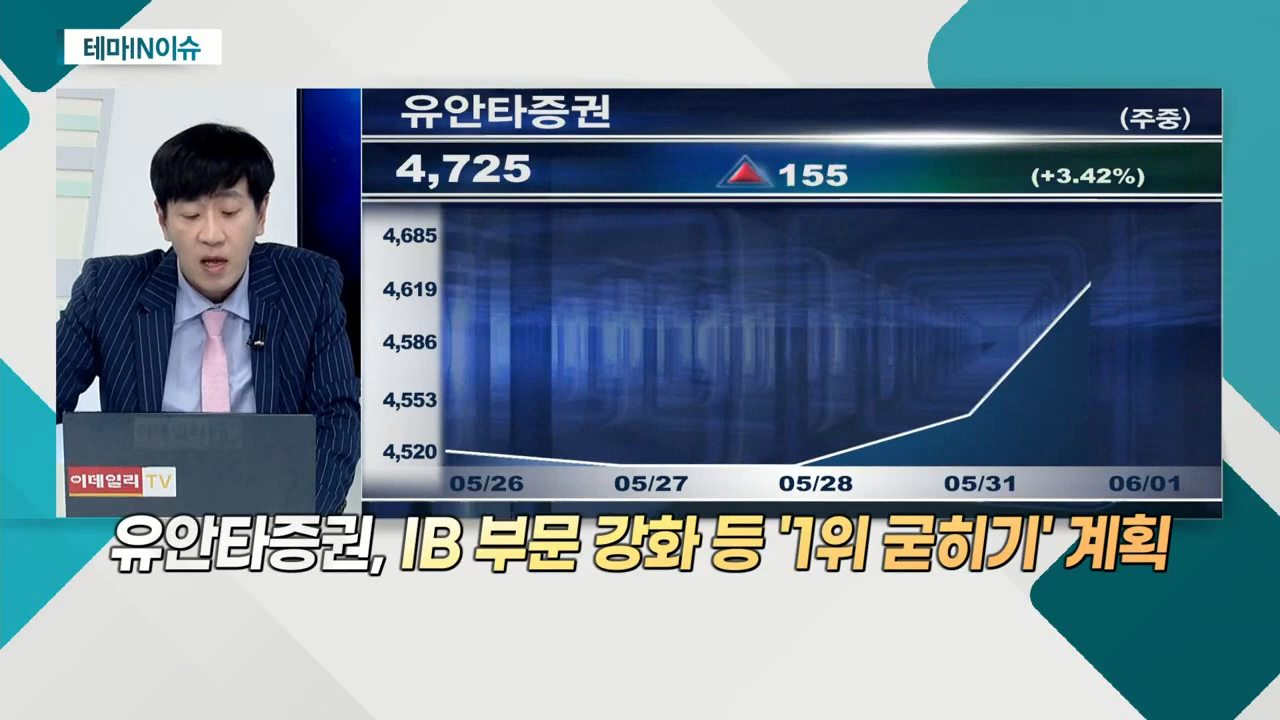 테마IN이슈
유안타증권
(주중)
4,725
155
(+3.42%)
4,685
4,619
4,586
4,553
4,520
05/26 05/27 05/28 05/31 06/01
이데일리TV
유안타증권, IB 부문 강화 등 '1위 굳히기' 계획